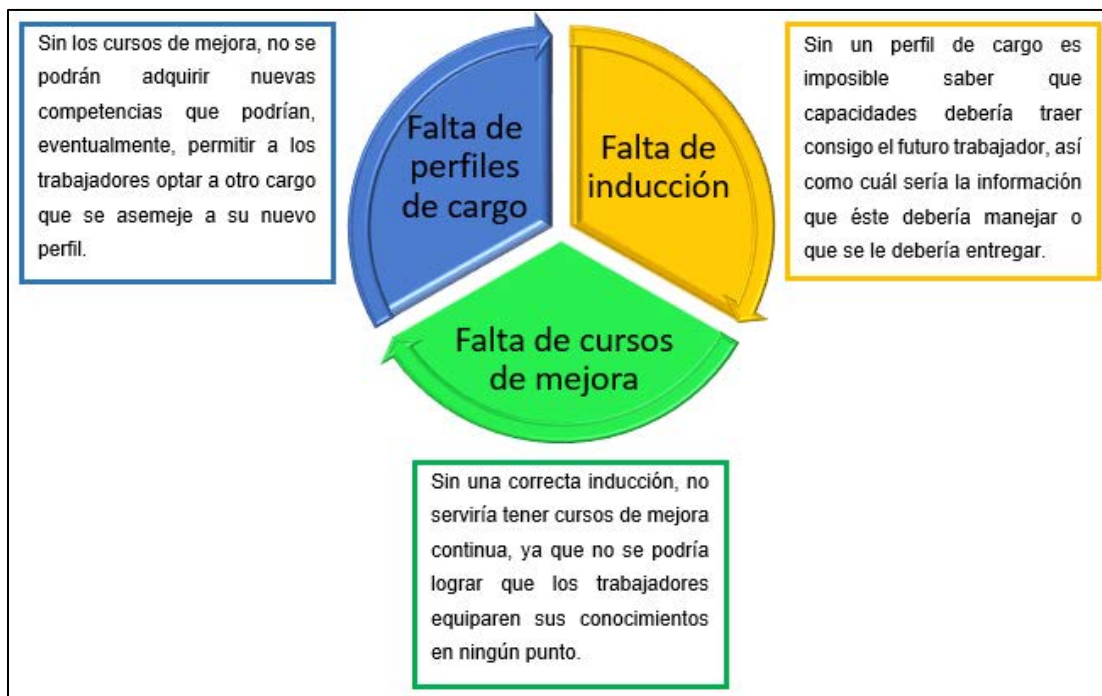 Sin los cursos de mejora, no se
podrán adquirir nuevas
competencias que podrían,
eventualmente, permitir a los
trabajadores optar a otro cargo
que se asemeje a su nuevo
perfil.
Falta de
perfiles
de cargo
Falta de
inducción
Sin un perfil de cargo es
imposible saber que
capacidades debería traer
consigo el futuro trabajador, así
como cuál sería la información
que éste debería manejar o
que se le debería entregar.
Falta de cursos
de mejora
Sin una correcta inducción, no
serviría tener cursos de mejora
continua, ya que no se podría
lograr que los trabajadores
equiparen sus conocimientos
en ningún punto.